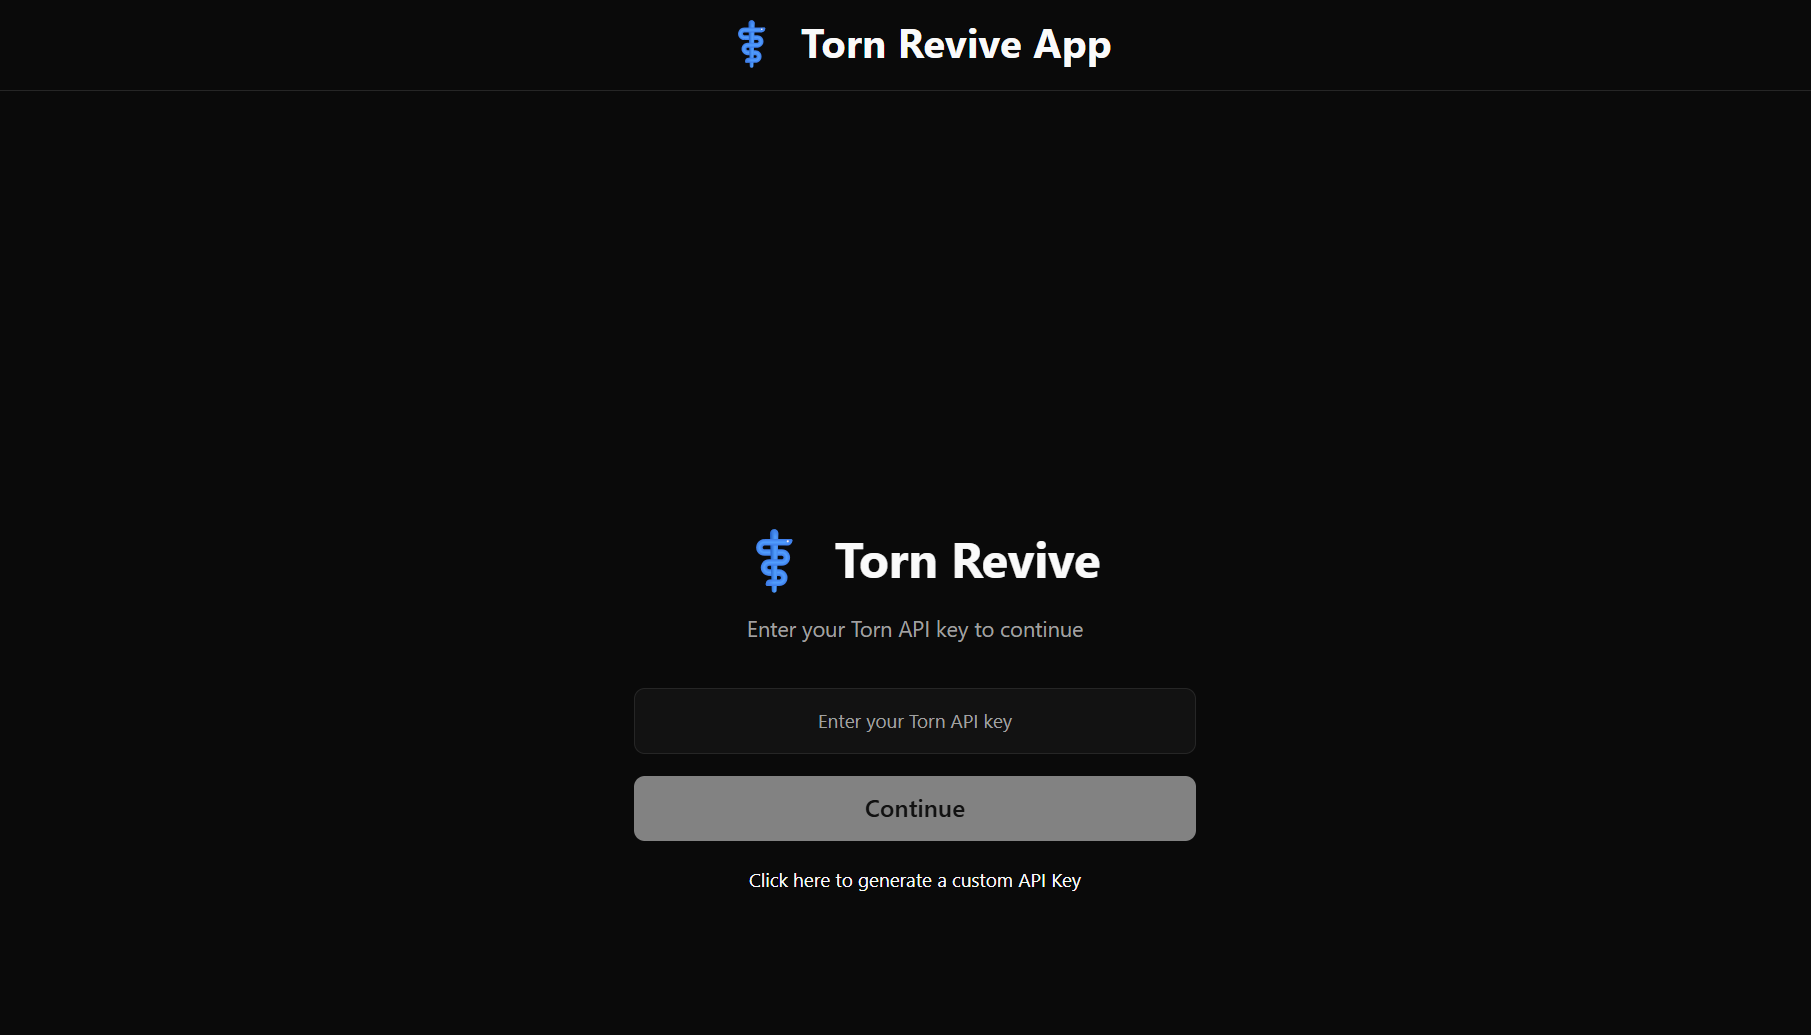 Torn Revive App
Torn Revive
Enter your Torn API key to continue
Enter your Torn API key
Continue
Click here to generate a custom API Key